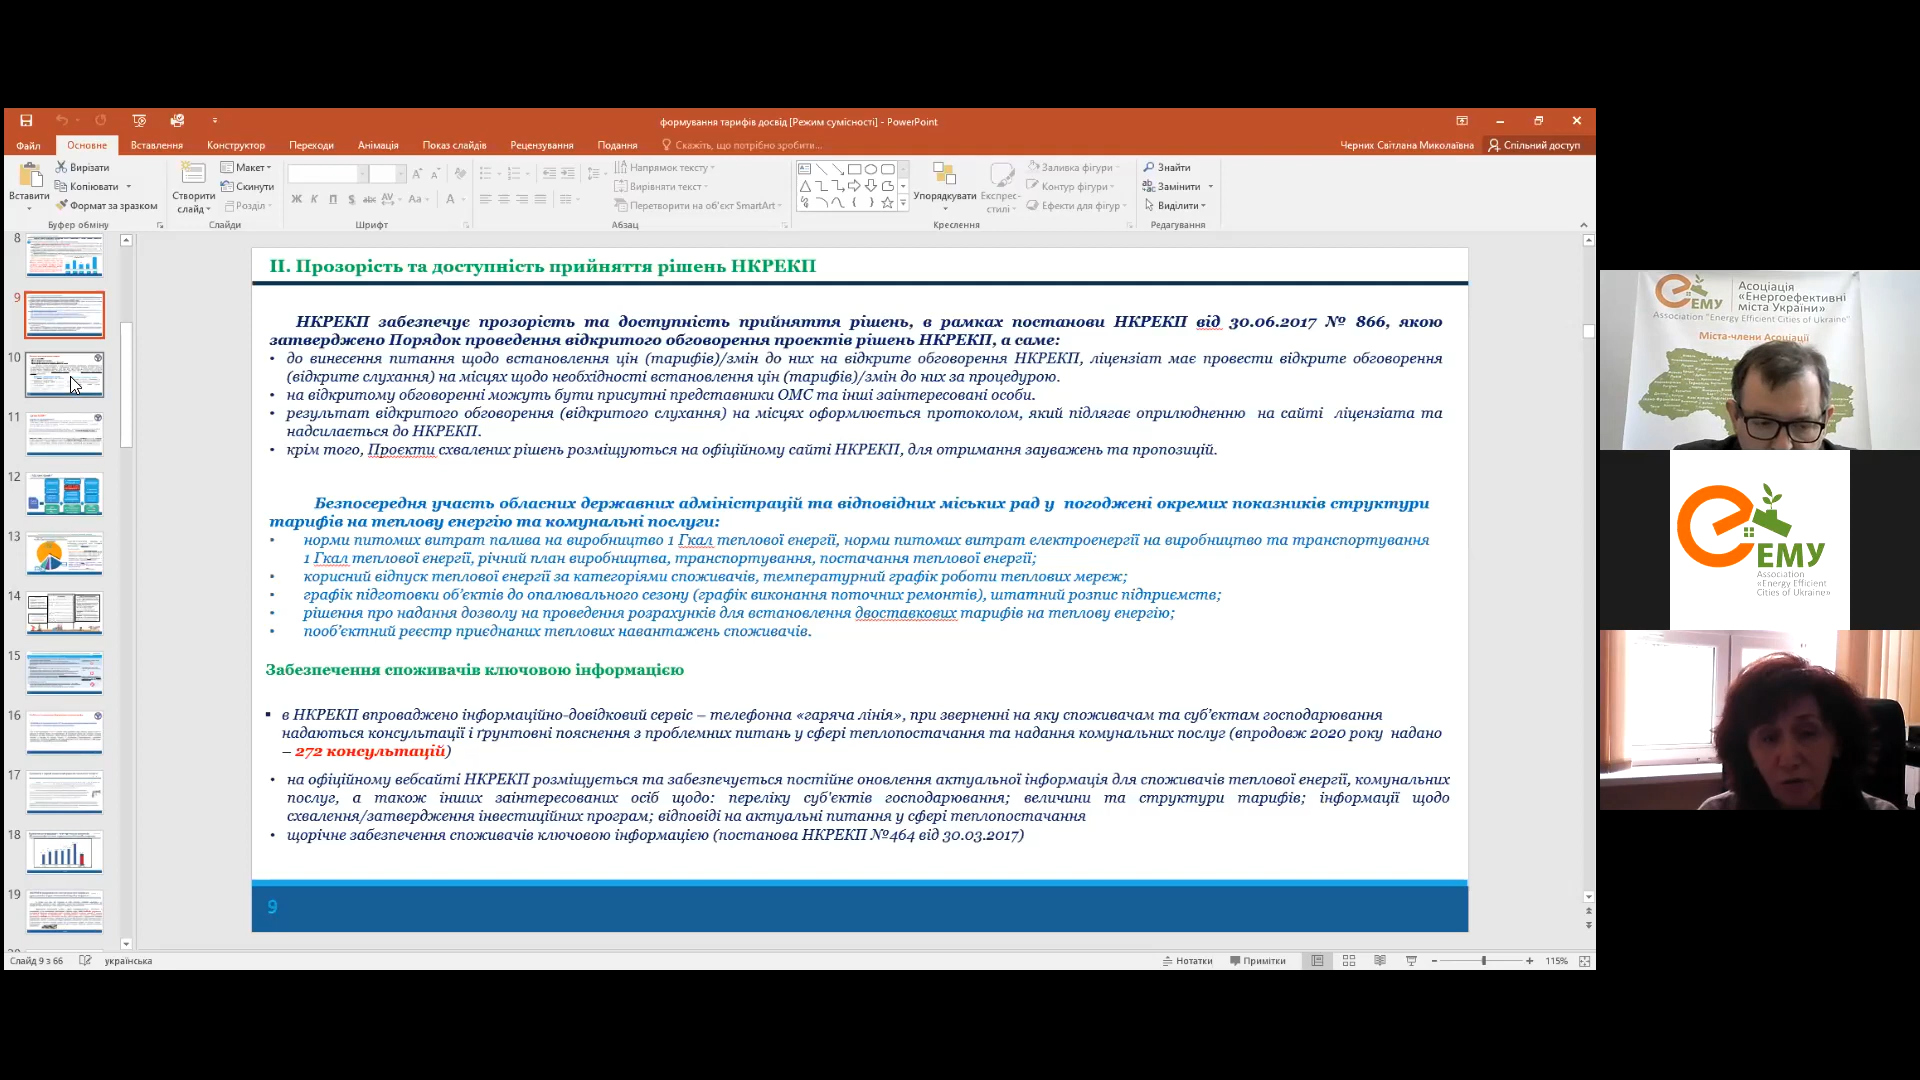 формування тарифів досвід [Режим сумісності] - PowerPoint
Файл
Основне
Вставлення
Конструктор
Переходи
Анімація
Показ слайдів
Рецензування
Подання
Скажіть, що потрібно зробити...
Черних Світлана Миколаївна
Спільний доступ
Вставити
Вирізати
Копіювати
Формат за зразком
Буфер обміну
Створити слайд
Макет
Скинути
Розділ
Слайди
Шрифт
Напрямок тексту
Вирівняти текст
Перетворити на об'єкт SmartArt
Абзац
Упорядкувати
Експрес-стилі
Заливка фігури
Контур фігури
Ефекти для фігур
Креслення
Знайти
Замінити
Виділити
Редагування
8
9
10
11
12
13
14
15
16
17
18
19
ІІ. Прозорість та доступність прийняття рішень НКРЕКП
НКРЕКП забезпечує прозорість та доступність прийняття рішень, в рамках постанови НКРЕКП від 30.06.2017 № 866, якою
затверджено Порядок проведення відкритого обговорення проектів рішень НКРЕКП, а саме:
• до винесення питання щодо встановлення цін (тарифів)/змін до них на відкрите обговорення НКРЕКП, ліцензіат має провести відкрите обговорення
(відкрите слухання) на місцях щодо необхідності встановлення цін (тарифів)/змін до них за процедурою.
• на відкритому обговоренні можуть бути присутні представники ОМС та інші заінтересовані особи.
• результат відкритого обговорення (відкритого слухання) на місцях оформлюється протоколом, який підлягає оприлюдненню на сайті ліцензіата та
надсилається до НКРЕКП.
• крім того, Проєкти схвалених рішень розміщуються на офіційному сайті НКРЕКП, для отримання зауважень та пропозицій.
Безпосередня участь обласних державних адміністрацій та відповідних міських рад у погоджені окремих показників структури
тарифів на теплову енергію та комунальні послуги:
• норми питомих витрат палива на виробництво 1 Гкал теплової енергії, норми питомих витрат електроенергії на виробництво та транспортування
1 Гкал теплової енергії, річний план виробництва, транспортування, постачання теплової енергії;
• корисний відпуск теплової енергії за категоріями споживачів, температурний графік роботи теплових мереж;
• графік підготовки об'єктів до опалювального сезону (графік виконання поточних ремонтів), штатний розпис підприємств;
• рішення про надання дозволу на проведення розрахунків для встановлення двоставкових тарифів на теплову енергію;
• пооб'єктний реєстр приєднаних теплових навантажень споживачів.
Забезпечення споживачів ключовою інформацією
▪ в НКРЕКП впроваджено інформаційно-довідковий сервіс – телефонна «гаряча лінія», при зверненні на яку споживачам та суб'єктам господарювання
надаються консультації і ґрунтовні пояснення з проблемних питань у сфері теплопостачання та надання комунальних послуг (впродовж 2020 року надано
– 272 консультацій)
• на офіційному вебсайті НКРЕКП розміщується та забезпечується постійне оновлення актуальної інформація для споживачів теплової енергії, комунальних
послуг, а також інших заінтересованих осіб щодо: переліку суб'єктів господарювання; величини та структури тарифів; інформації щодо
схвалення/затвердження інвестиційних програм; відповіді на актуальні питання у сфері теплопостачання
• щорічне забезпечення споживачів ключовою інформацією (постанова НКРЕКП №464 від 30.03.2017)
9
Слайд 9 з 66
українська
Нотатки
Примітки
115%
ЕМУ
Асоціація
«Енергоефективні
міста України»
Association "Energy Efficient Cities of Ukraine"
Міста-члени Асоціації
ЕМУ
Association
«Energy Efficient
Cities of Ukraine»